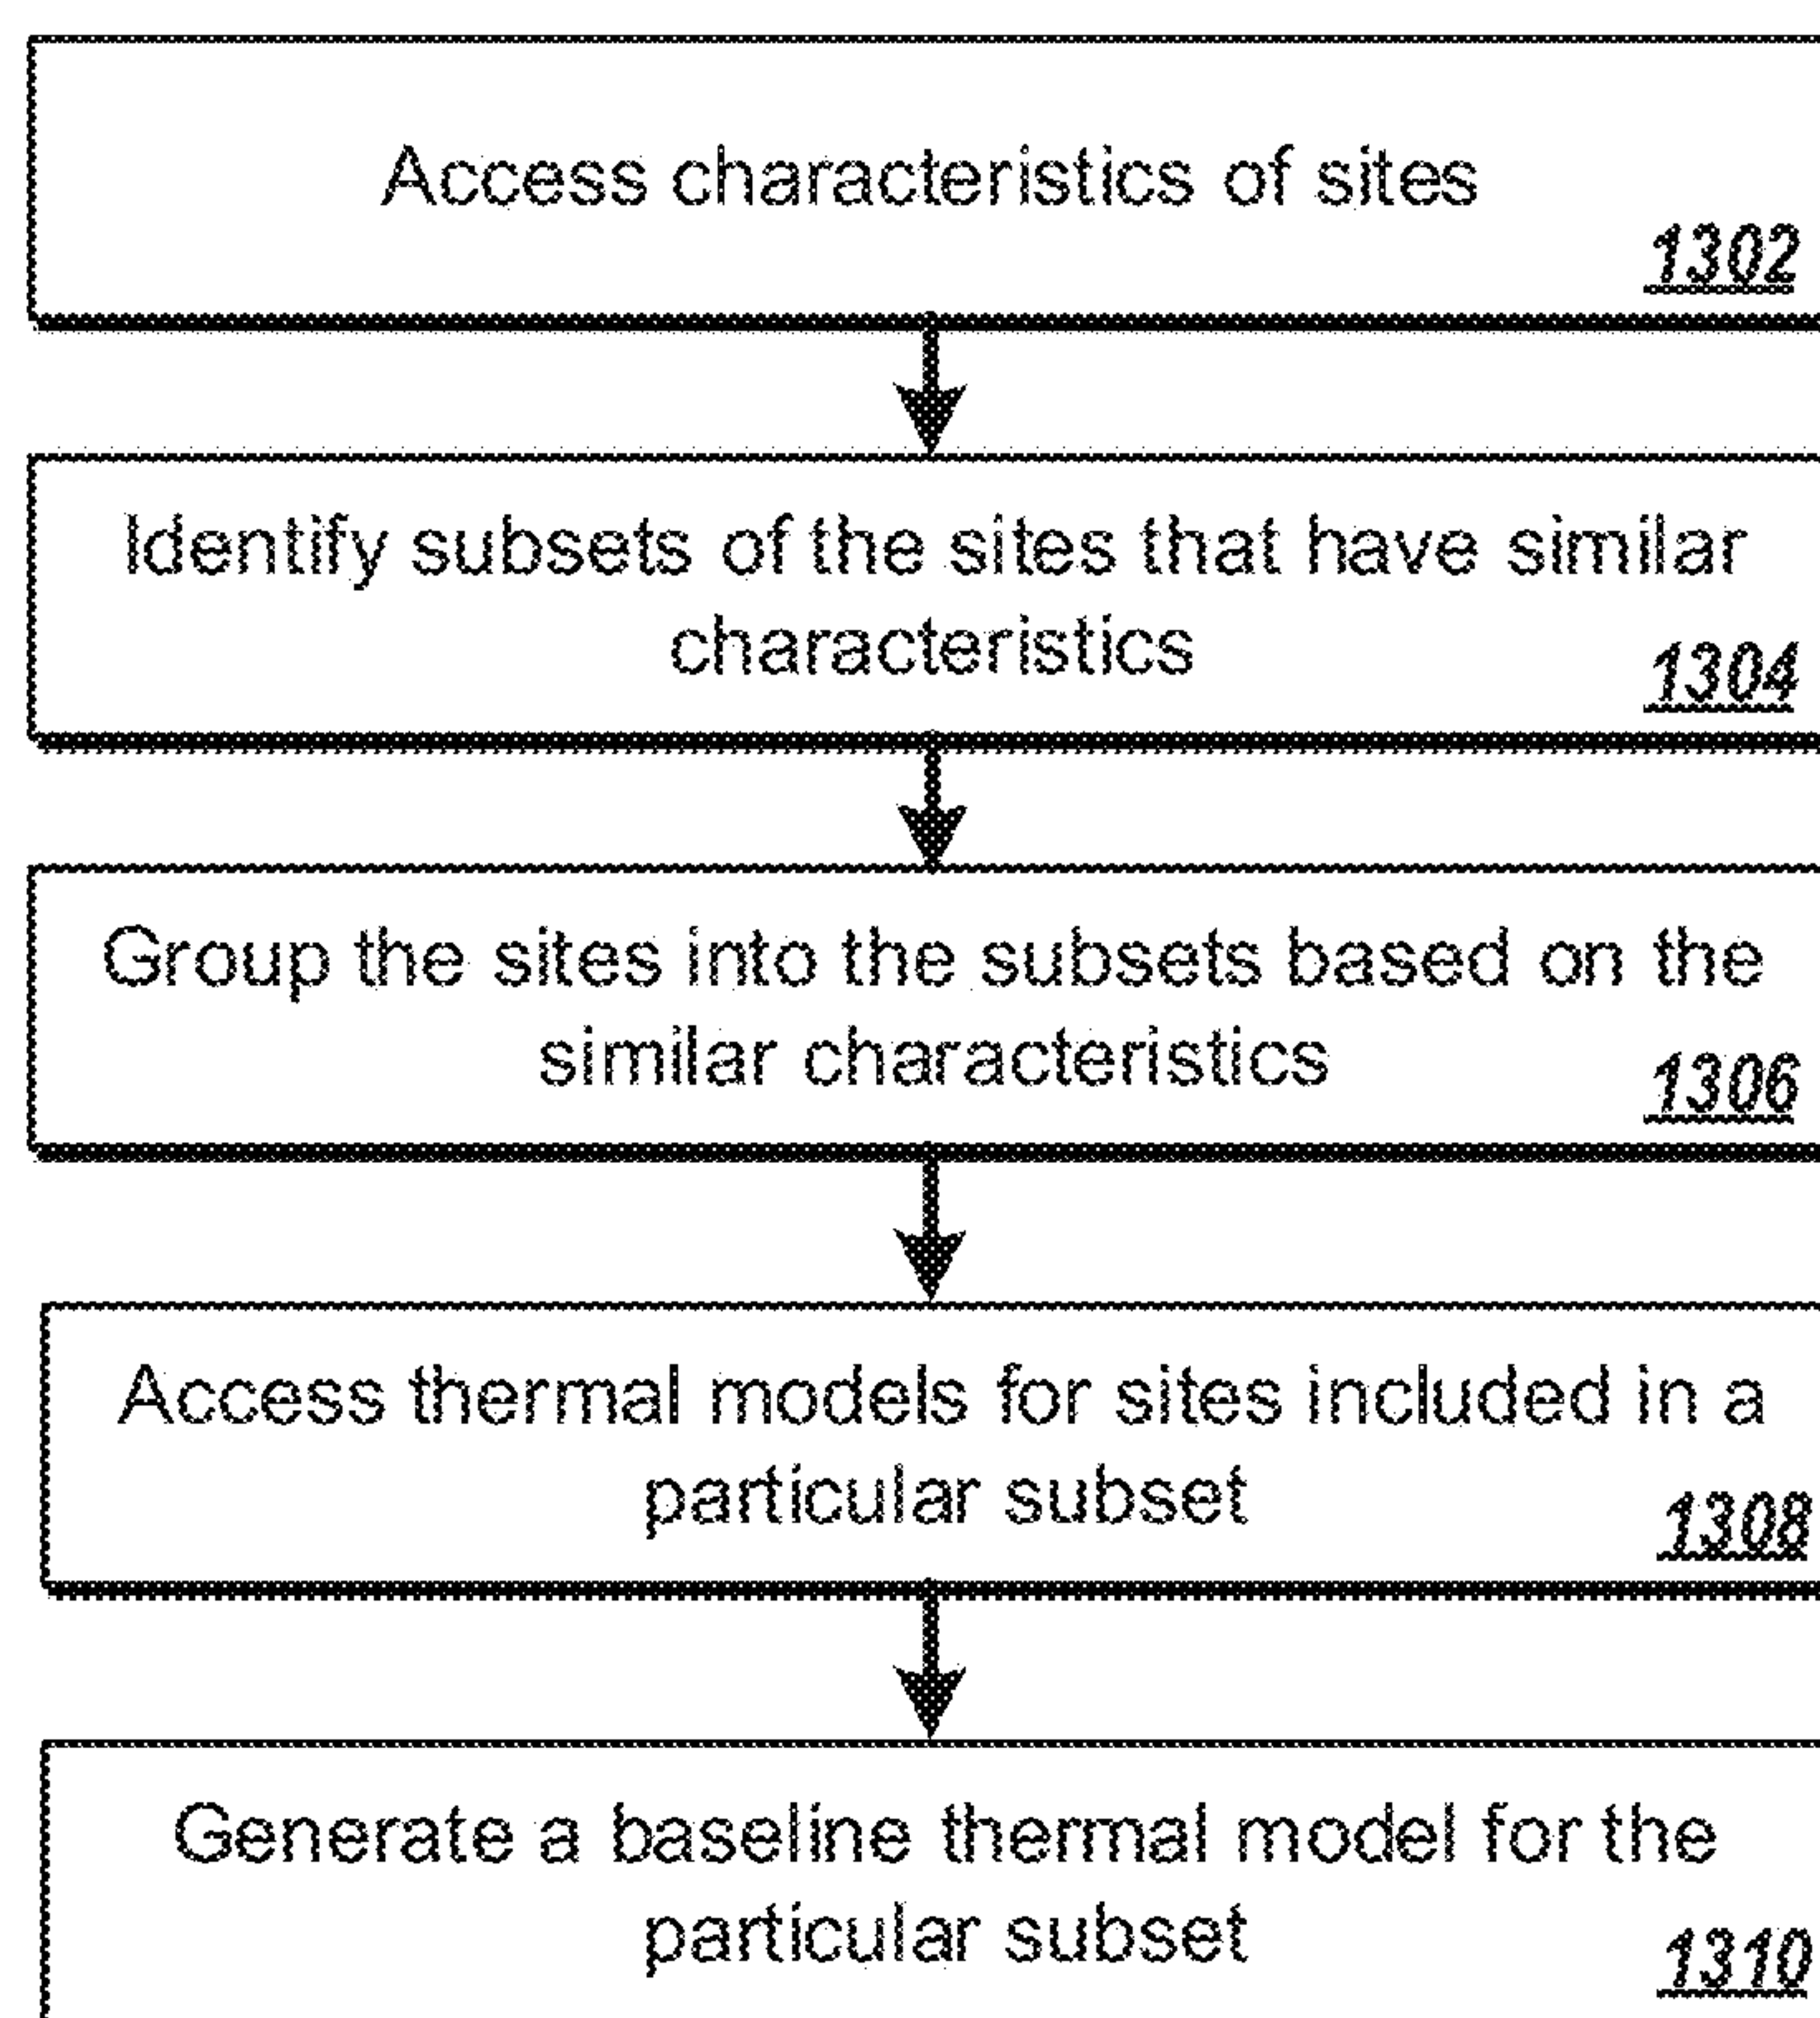 Access characteristics of sites
1302
Identify subsets of the sites that have similar
characteristics
1304
Group the sites into the subsets based on the
similar characteristics
1306
Access thermal models for sites included in a
particular subset
1308
Generate a baseline thermal model for the
particular subset
1310